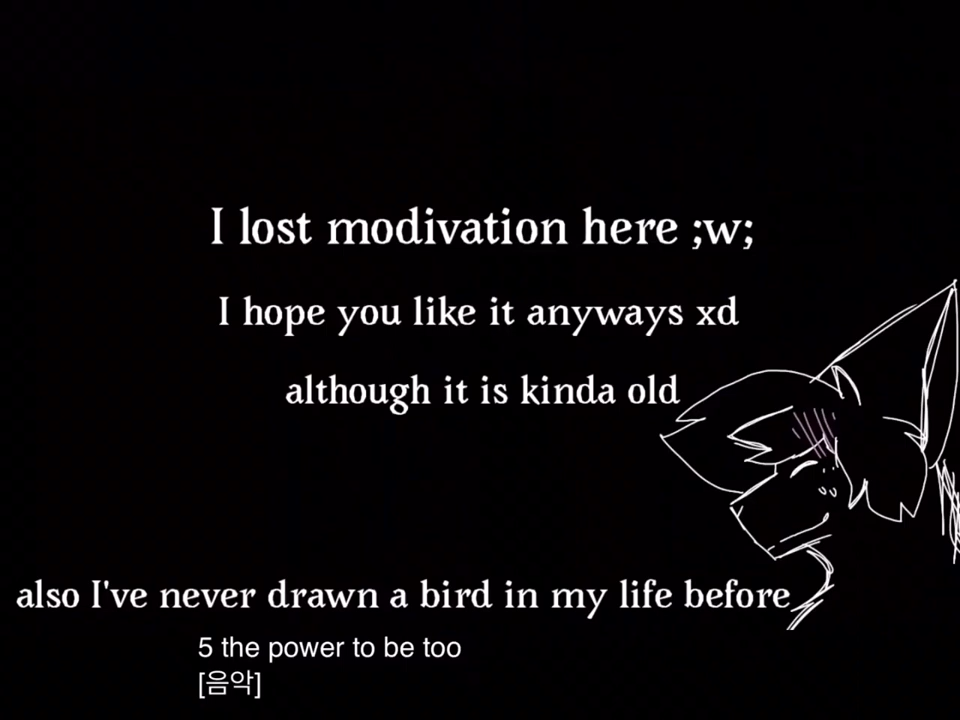 I lost modivation here ;w;
I hope you like it anyways xd
although it is kinda old
also I've never drawn a bird in my life before
5 the power to be too
[음악]